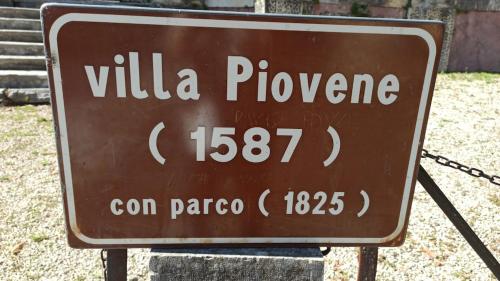 villa Piovene
( 1587 )
con parco ( 1825 )